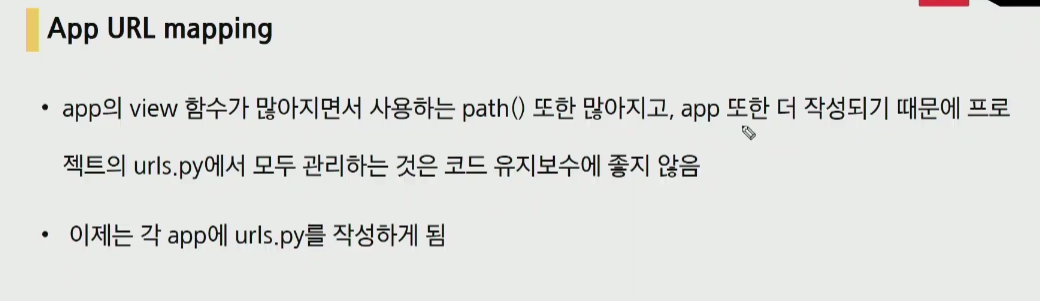 App URL mapping
• app의 view 함수가 많아지면서 사용하는 path() 또한 많아지고, app 또한 더 작성되기 때문에 프로
젝트의 urls.py에서 모두 관리하는 것은 코드 유지보수에 좋지 않음
• 이제는 각 app에 urls.py를 작성하게 됨